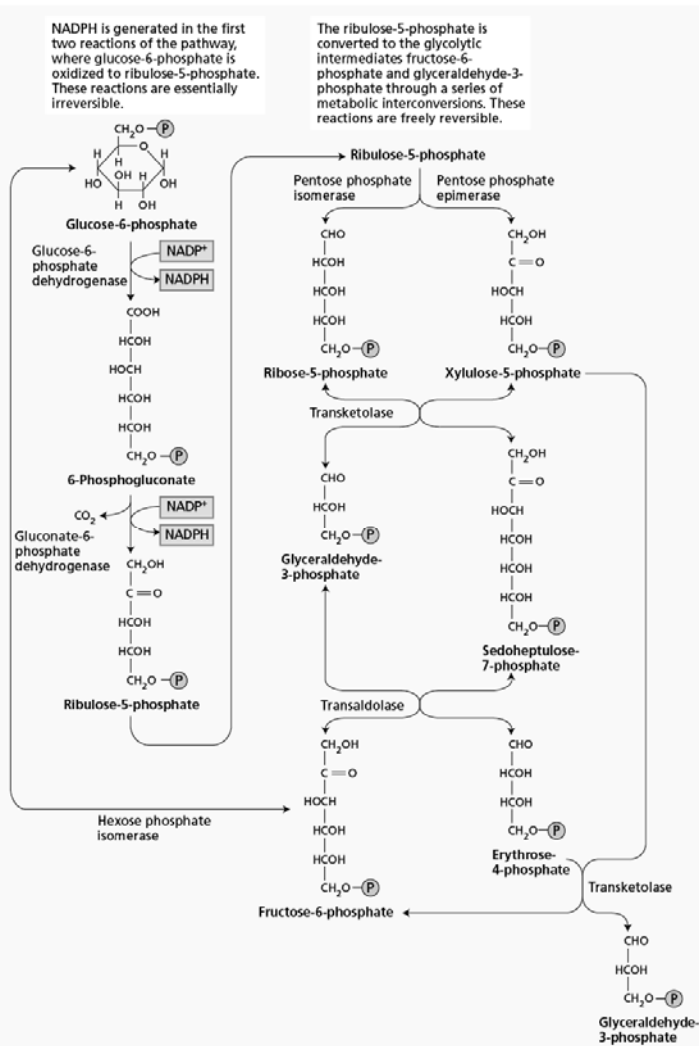 NADPH is generated in the first
two reactions of the pathway,
where glucose-6-phosphate is
oxidized to ribulose-5-phosphate.
These reactions are essentially
irreversible.
The ribulose-5-phosphate is
converted to the glycolytic
intermediates fructose-6-
phosphate and glyceraldehyde-3-
phosphate through a series of
metabolic interconversions. These
reactions are freely reversible.
CH₂O—P
O
H H
H
OH H
HO OH
H OH
Glucose-6-phosphate
Glucose-6-
phosphate
dehydrogenase
NADP⁺
NADPH
COOH
HCOH
HOCH
HCOH
HCOH
CH₂O—P
6-Phosphogluconate
CO₂
NADP⁺
NADPH
Gluconate-6-
phosphate
dehydrogenase
CH₂OH
C=O
HCOH
HCOH
CH₂O—P
Ribulose-5-phosphate
Hexose phosphate
isomerase
Ribulose-5-phosphate
Pentose phosphate
isomerase
Pentose phosphate
epimerase
CHO
HCOH
HCOH
HCOH
CH₂O—P
Ribose-5-phosphate
CH₂OH
C=O
HOCH
HCOH
CH₂O—P
Xylulose-5-phosphate
Transketolase
CHO
HCOH
CH₂O—P
Glyceraldehyde-
3-phosphate
CH₂OH
C=O
HOCH
HCOH
HCOH
HCOH
CH₂O—P
Sedoheptulose-
7-phosphate
Transaldolase
CH₂OH
C=O
HOCH
HCOH
HCOH
CH₂O—P
Fructose-6-phosphate
CHO
HCOH
HCOH
CH₂O—P
Erythrose-
4-phosphate
Transketolase
CHO
HCOH
CH₂O—P
Glyceraldehyde-
3-phosphate